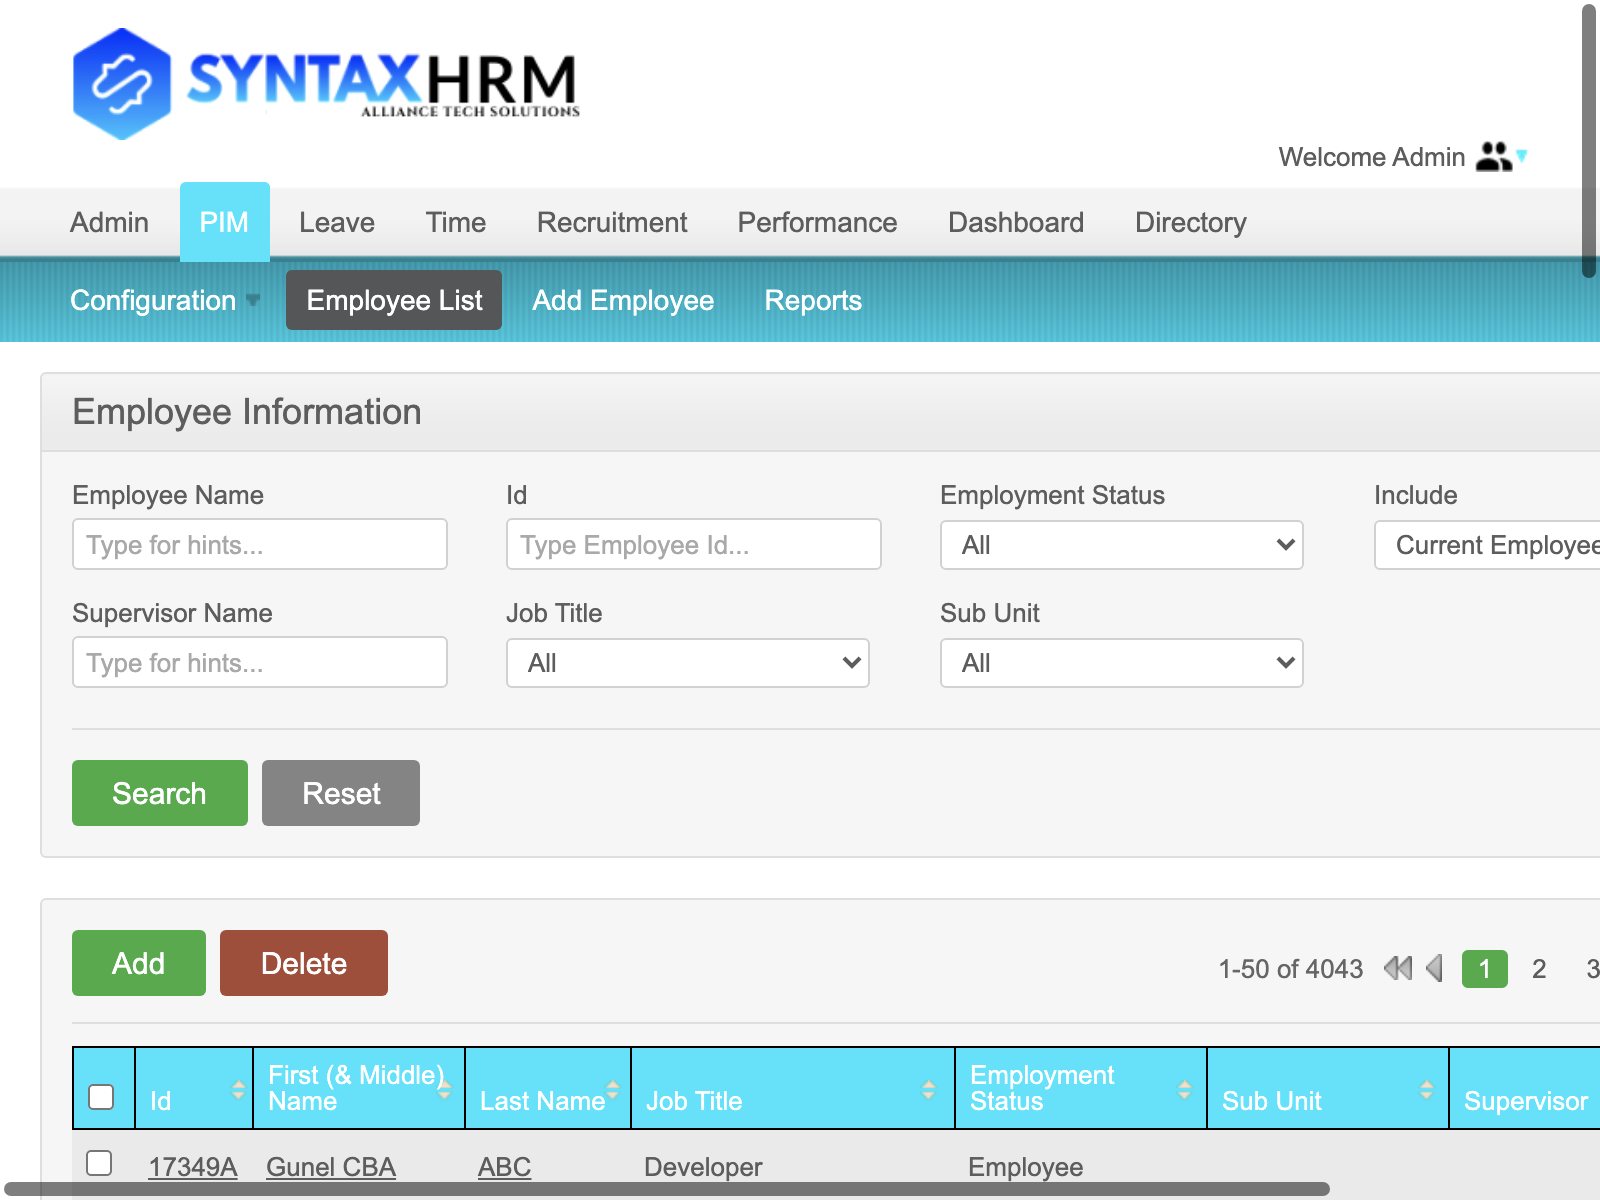 SYNTAXHRM
ALLIANCE TECH SOLUTIONS
Welcome Admin
Admin PIM Leave Time Recruitment Performance Dashboard Directory
Configuration Employee List Add Employee Reports
Employee Information
Employee Name Id Employment Status Include
Type for hints... Type Employee Id... All Current Employee
Supervisor Name Job Title Sub Unit
Type for hints... All All
Search Reset
Add Delete 1-50 of 4043 1 2 3
Id First (& Middle) Name Last Name Job Title Employment Status Sub Unit Supervisor
17349A Gunel CBA ABC Developer Employee